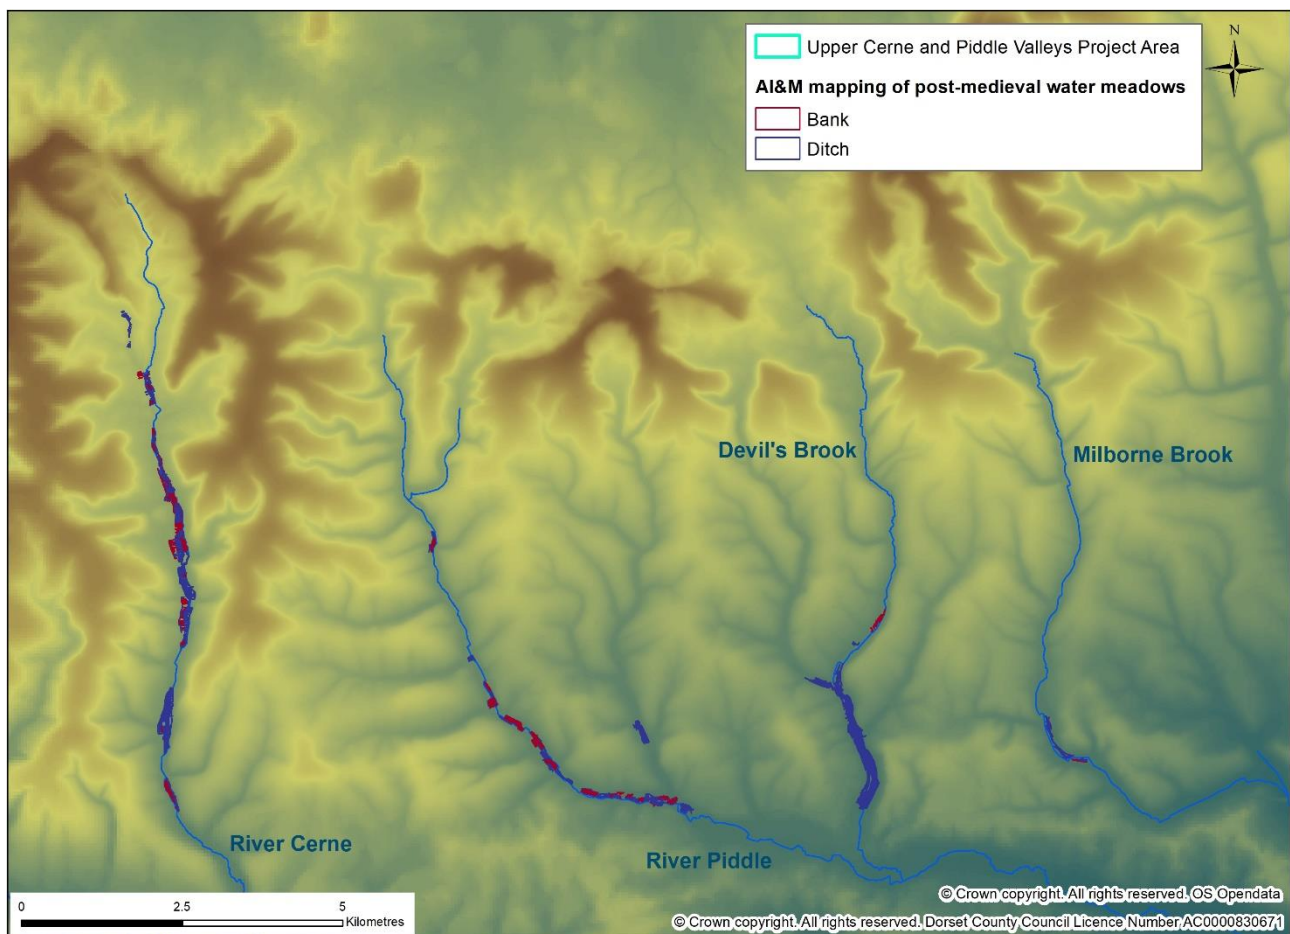 Upper Cerne and Piddle Valleys Project Area
AI&M mapping of post-medieval water meadows
Bank
Ditch
N
Devil's Brook
Milborne Brook
River Cerne
River Piddle
0 2.5 5
Kilometres
© Crown copyright. All rights reserved. OS Opendata
© Crown copyright. All rights reserved. Dorset County Council Licence Number AC0000830671